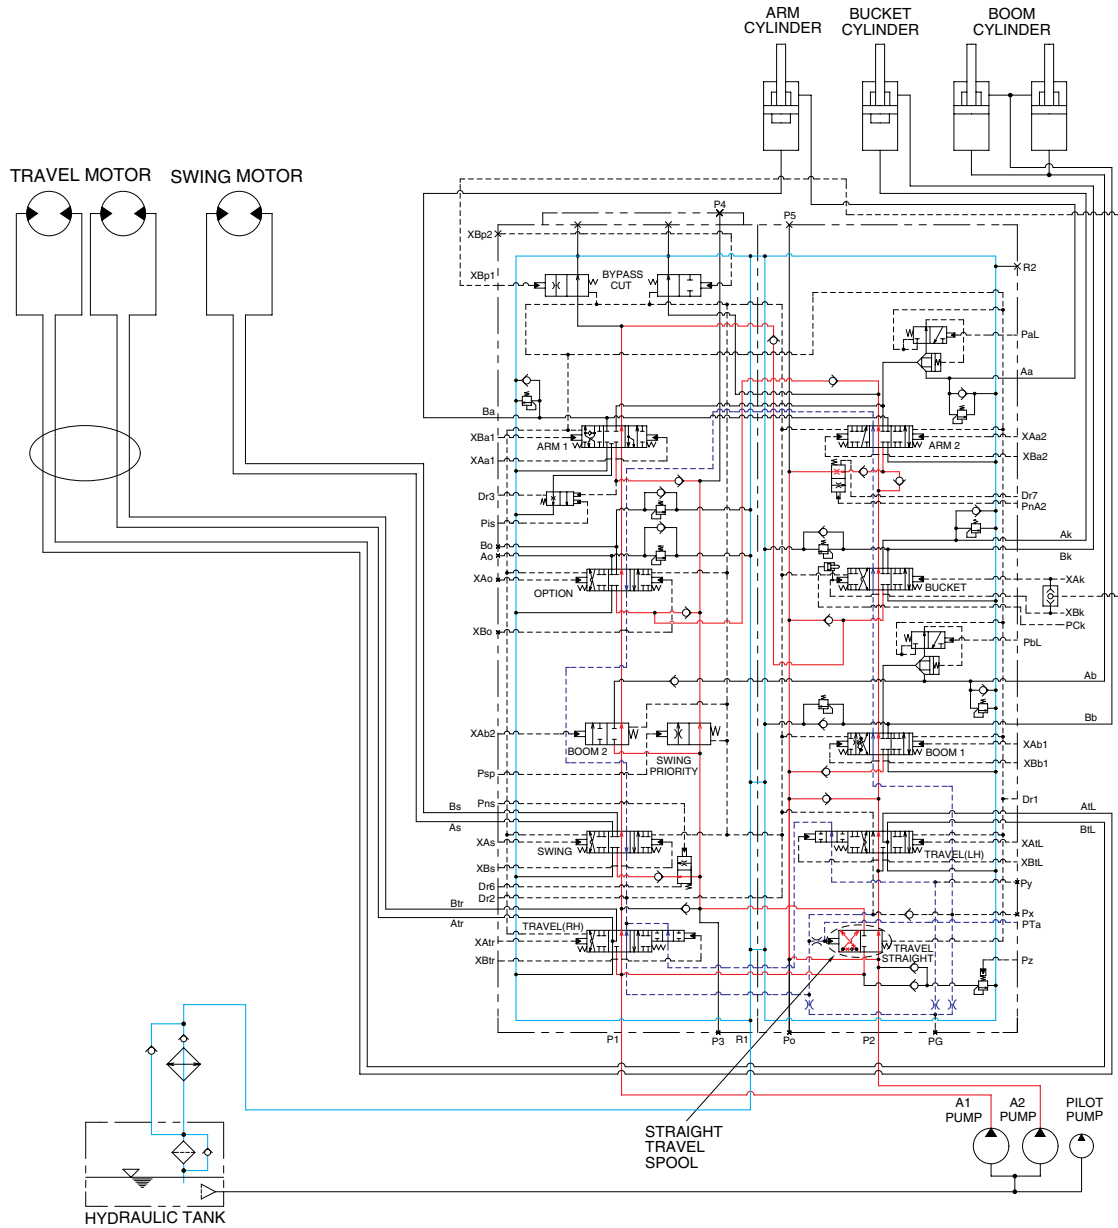 ARM
CYLINDER
BUCKET
CYLINDER
BOOM
CYLINDER
TRAVEL MOTOR
SWING MOTOR
P4
P5
XBp2
XBp1
BYPASS
CUT
R2
PaL
Aa
Ba
XBa1
XAa1
ARM 1
ARM 2
XAa2
XBa2
Dr3
Pis
Dr7
PnA2
Bo
Ao
Ak
Bk
XAo
OPTION
BUCKET
XAk
XBk
PCk
XBo
PbL
Ab
Bb
XAb2
BOOM 2
SWING
PRIORITY
BOOM 1
XAb1
XBb1
Psp
Pns
Dr1
Bs
As
AtL
BtL
XAs
SWING
TRAVEL(LH)
XAtL
XBtL
XBs
Dr6
Dr2
Py
Btr
Atr
Px
PTa
TRAVEL(RH)
XAtr
XBtr
TRAVEL
STRAIGHT
Pz
P1
P3
R1
Po
P2
PG
STRAIGHT
TRAVEL
SPOOL
A1
PUMP
A2
PUMP
PILOT
PUMP
HYDRAULIC TANK